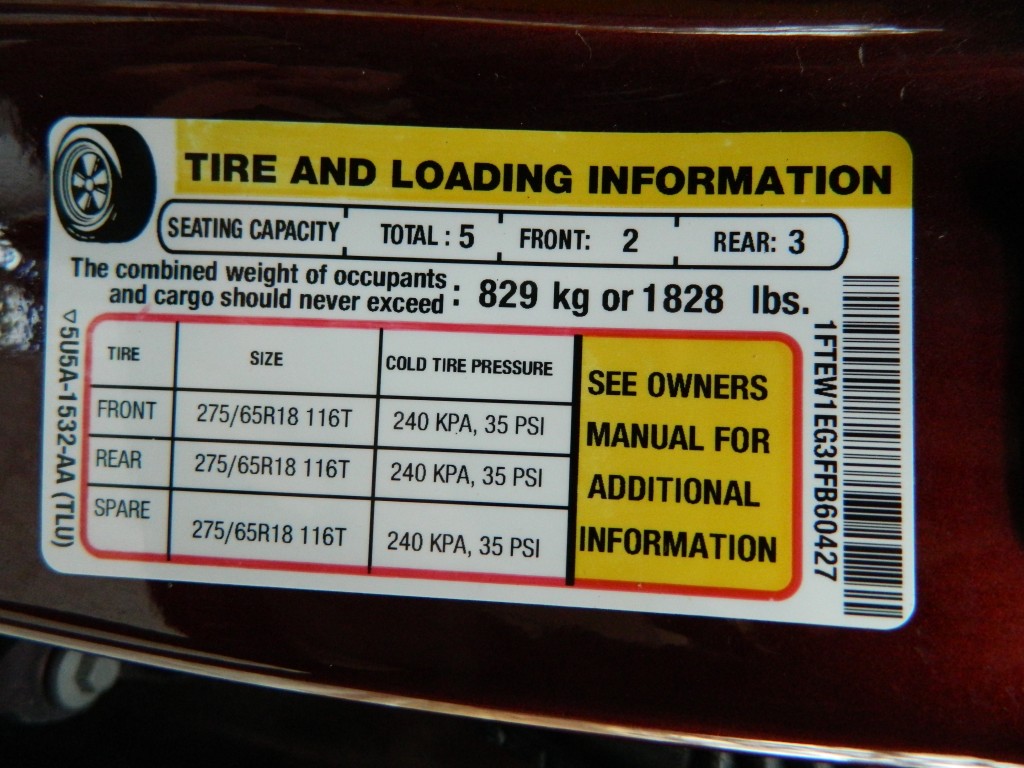 TIRE AND LOADING INFORMATION
SEATING CAPACITY TOTAL : 5 FRONT: 2 REAR: 3
The combined weight of occupants
and cargo should never exceed : 829 kg or 1828 lbs.
TIRE SIZE COLD TIRE PRESSURE
FRONT 275/65R18 116T 240 KPA, 35 PSI
REAR 275/65R18 116T 240 KPA, 35 PSI
SPARE 275/65R18 116T 240 KPA, 35 PSI
SEE OWNERS
MANUAL FOR
ADDITIONAL
INFORMATION
▽5U5A-1532-AA (TLU)
1FTEW1EG3FFB60427